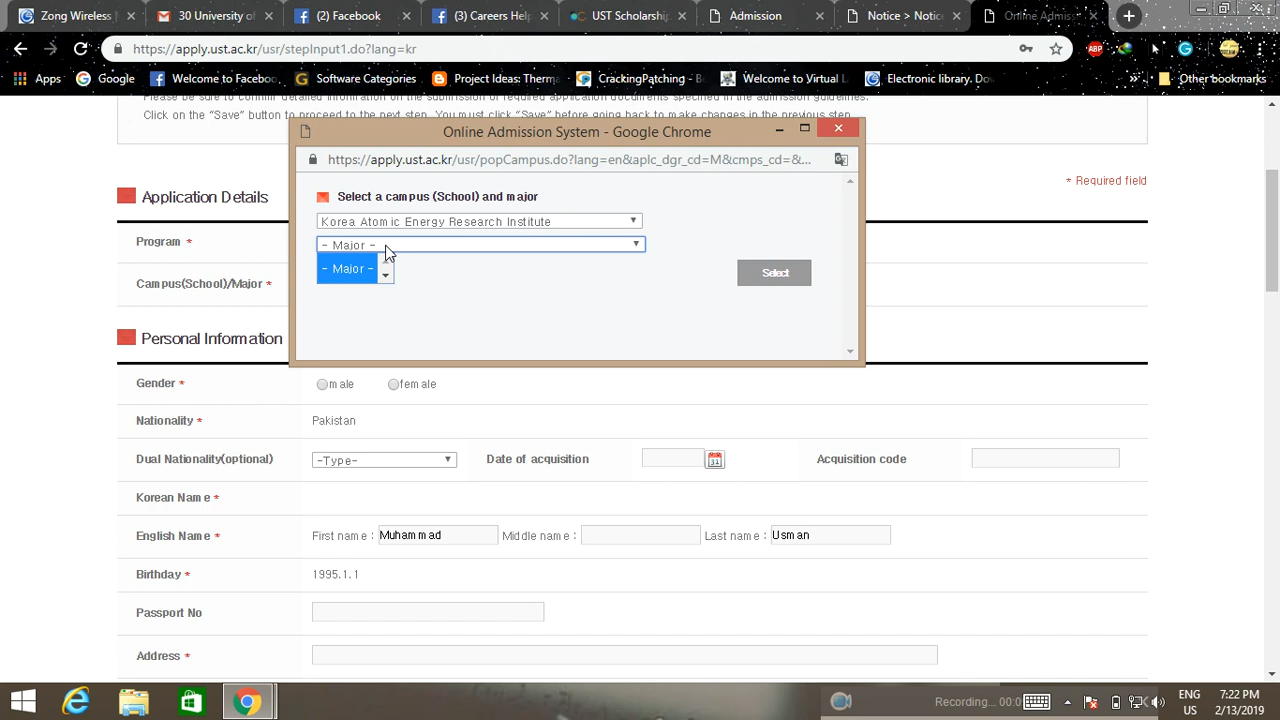 Zong Wireless
30 University of
(2) Facebook
(3) Careers Help
UST Scholarship
Admission
Notice > Notice
Online Admiss
https://apply.ust.ac.kr/usr/stepInput1.do?lang=kr
Apps
Google
Welcome to Faceboo
Software Categories
Project Ideas: Therma
CrackingPatching - B
Welcome to Virtual L
Electronic library. Do
»
Other bookmarks
Please be sure to confirm detailed information on the submission of required application documents specified in the admission guidelines.
Click on the "Save" button to proceed to the next step. You must click "Save" before going back to make changes in the previous step.
Online Admission System - Google Chrome
https://apply.ust.ac.kr/usr/popCampus.do?lang=en&aplc_dgr_cd=M&cmps_cd=&...
Select a campus (School) and major
Korea Atomic Energy Research Institute
- Major -
- Major -
Select
Application Details
* Required field
Program *
Campus(School)/Major *
Personal Information
Gender * male female
Nationality * Pakistan
Dual Nationality(optional) -Type- Date of acquisition 31 Acquisition code
Korean Name *
English Name * First name : Muhammad Middle name : Last name : Usman
Birthday * 1995.1.1
Passport No
Address *
Recording...
ENG
US
7:22 PM
2/13/2019